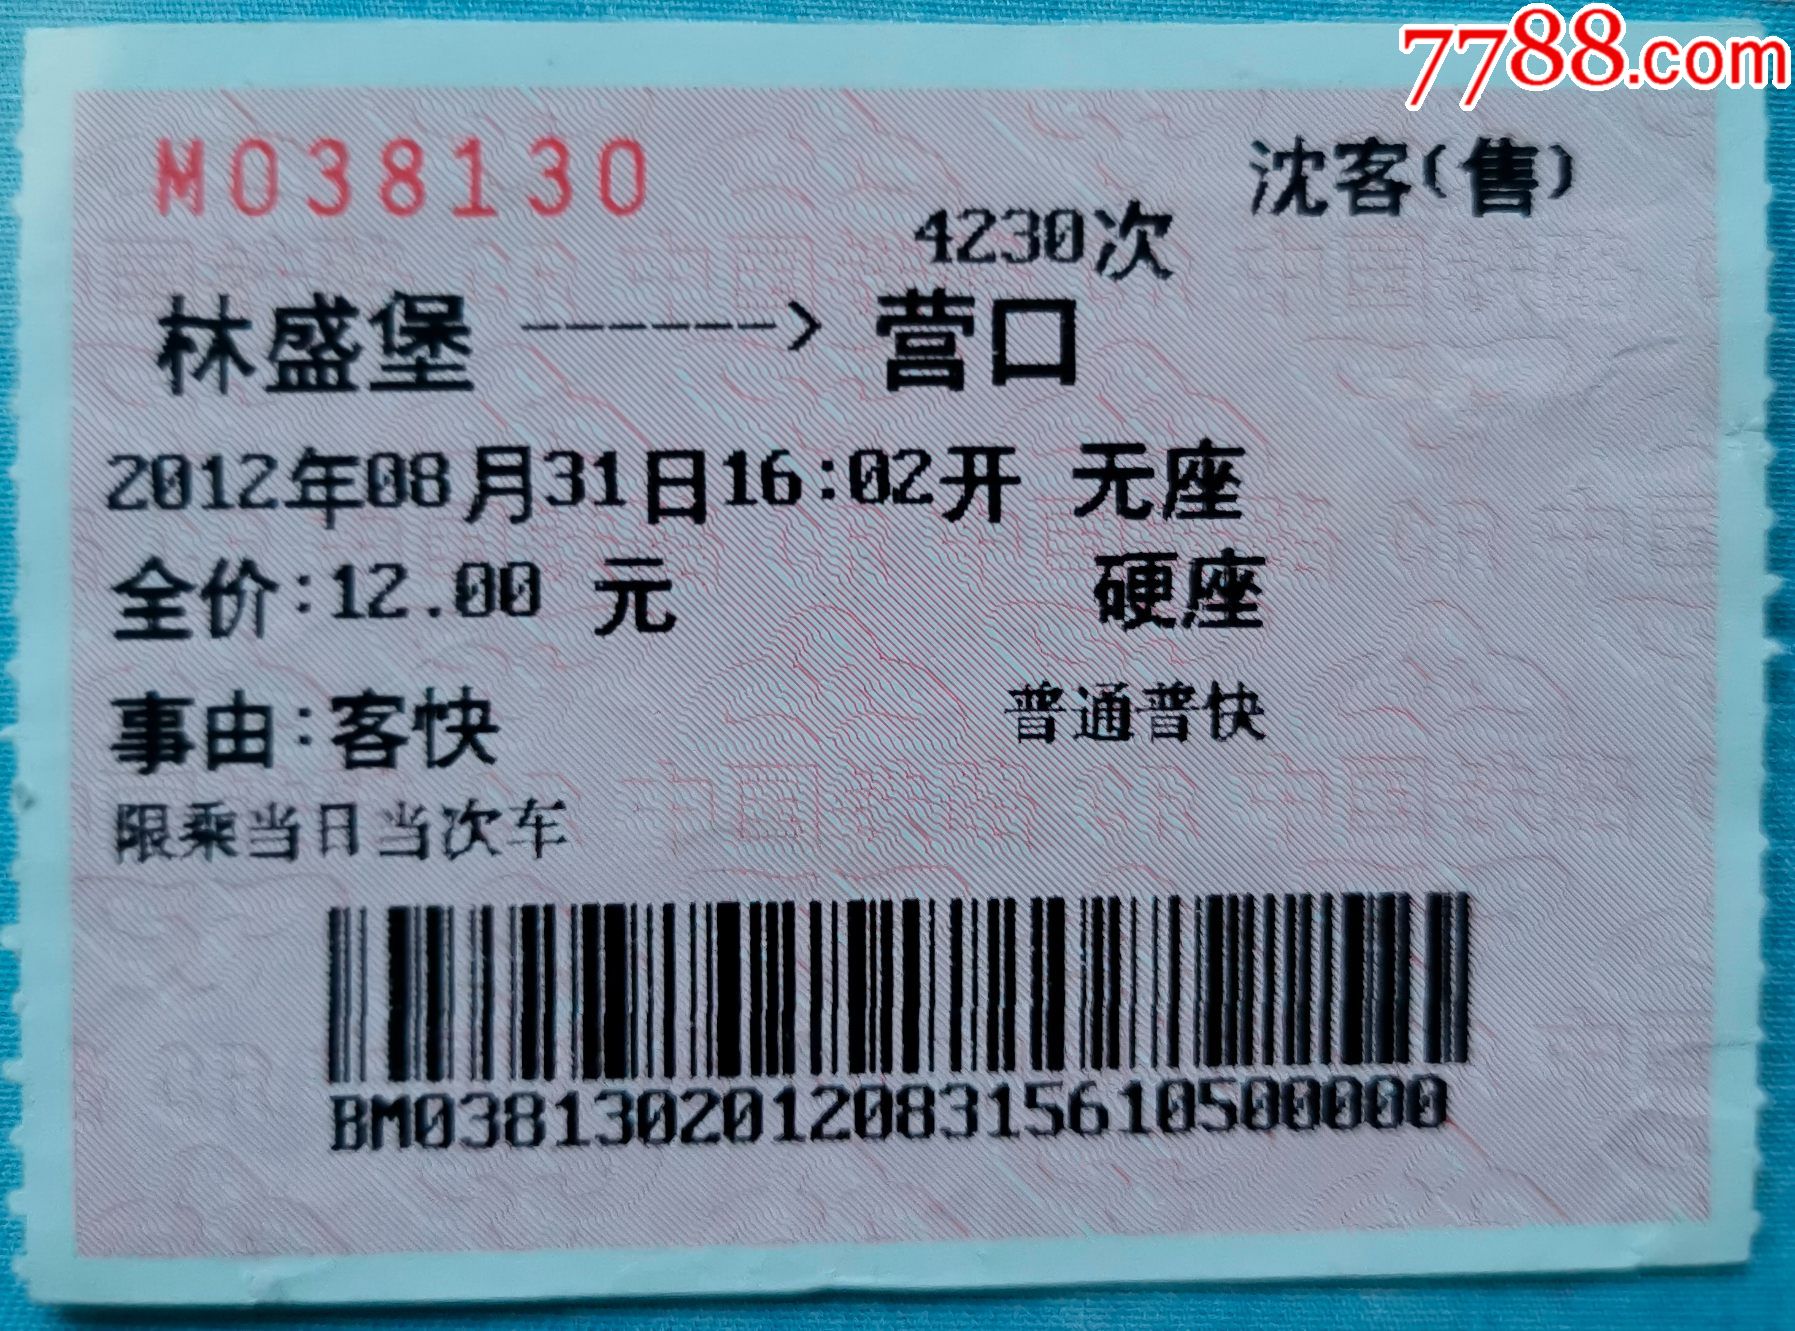 7788.com
M038130
沈客(售)
4230次
林盛堡 ------> 营口
2012年08月31日16:02开 无座
全价:12.00 元 硬座
事由:客快 普通普快
限乘当日当次车
BM0381302012083156105​00000